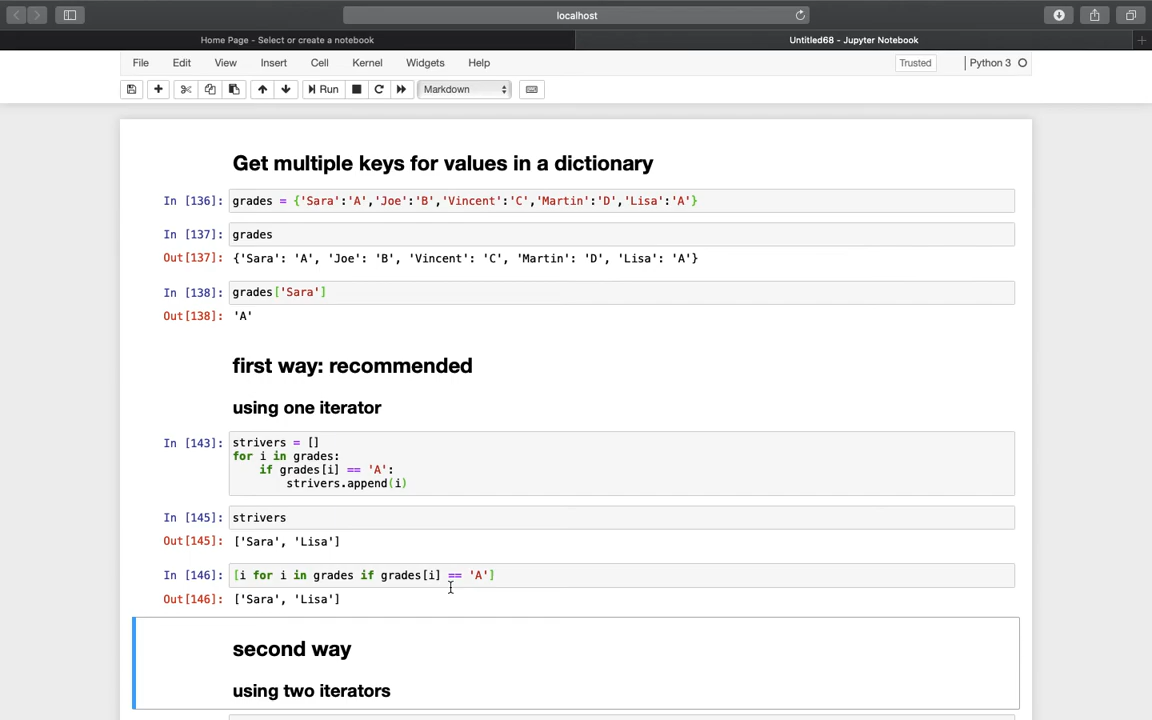 localhost
Home Page - Select or create a notebook
Untitled68 - Jupyter Notebook
File Edit View Insert Cell Kernel Widgets Help Trusted Python 3
Run Markdown
Get multiple keys for values in a dictionary
In [136]: grades = {'Sara':'A','Joe':'B','Vincent':'C','Martin':'D','Lisa':'A'}
In [137]: grades
Out[137]: {'Sara': 'A', 'Joe': 'B', 'Vincent': 'C', 'Martin': 'D', 'Lisa': 'A'}
In [138]: grades['Sara']
Out[138]: 'A'
first way: recommended
using one iterator
In [143]: strivers = []
for i in grades:
    if grades[i] == 'A':
        strivers.append(i)
In [145]: strivers
Out[145]: ['Sara', 'Lisa']
In [146]: [i for i in grades if grades[i] == 'A']
Out[146]: ['Sara', 'Lisa']
second way
using two iterators